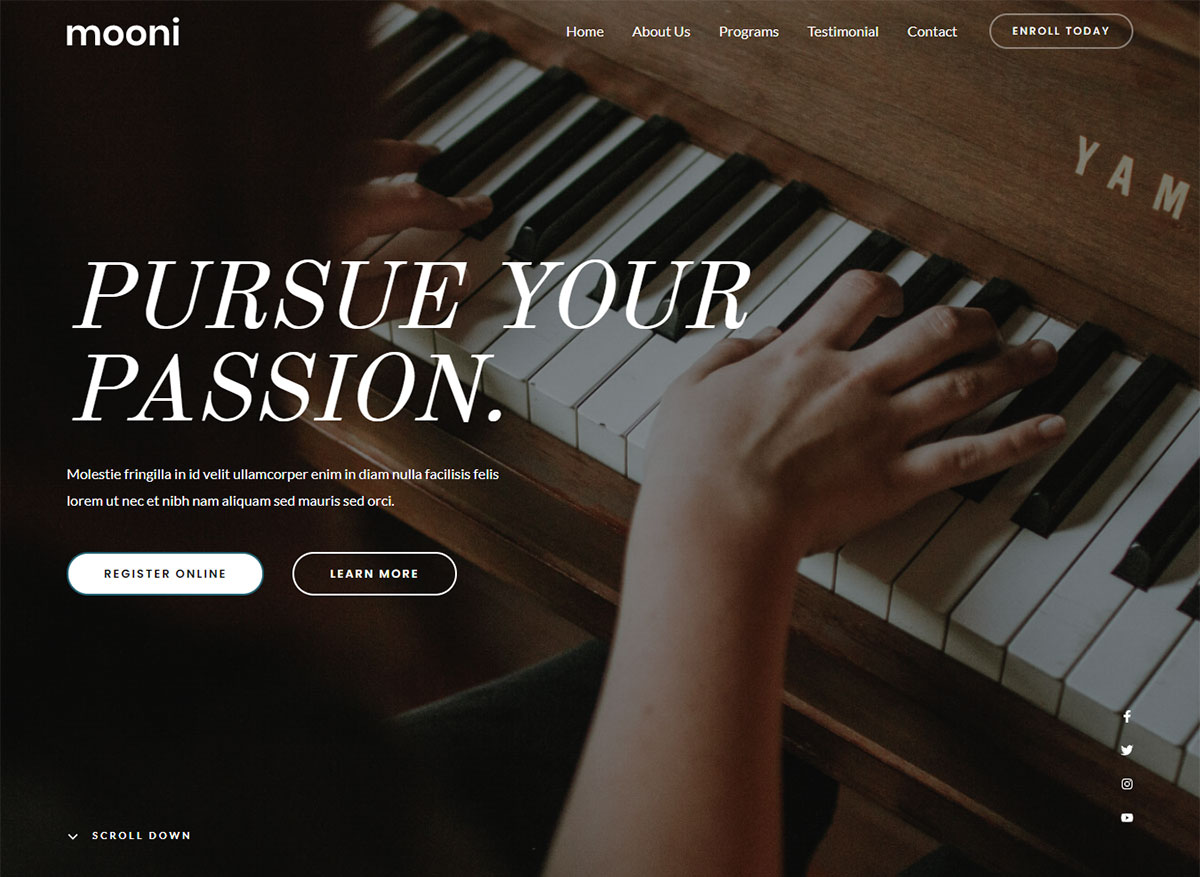 mooni
Home About Us Programs Testimonial Contact ENROLL TODAY
YAM
PURSUE YOUR
PASSION.
Molestie fringilla in id velit ullamcorper enim in diam nulla facilisis felis
lorem ut nec et nibh nam aliquam sed mauris sed orci.
REGISTER ONLINE LEARN MORE
SCROLL DOWN